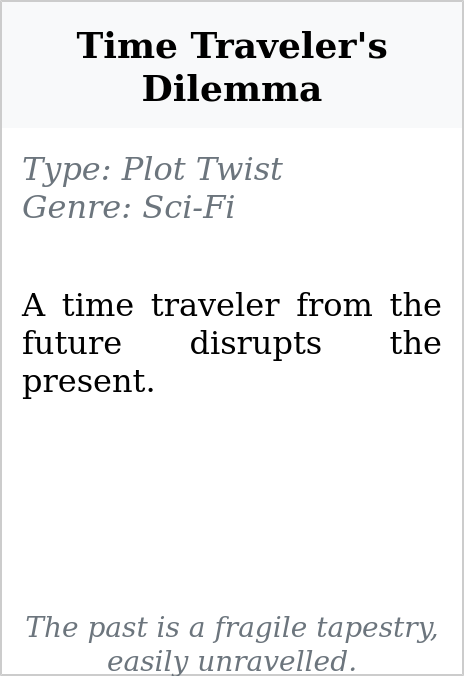 Time Traveler's
Dilemma
Type: Plot Twist
Genre: Sci-Fi
A time traveler from the
future disrupts the
present.
The past is a fragile tapestry,
easily unravelled.